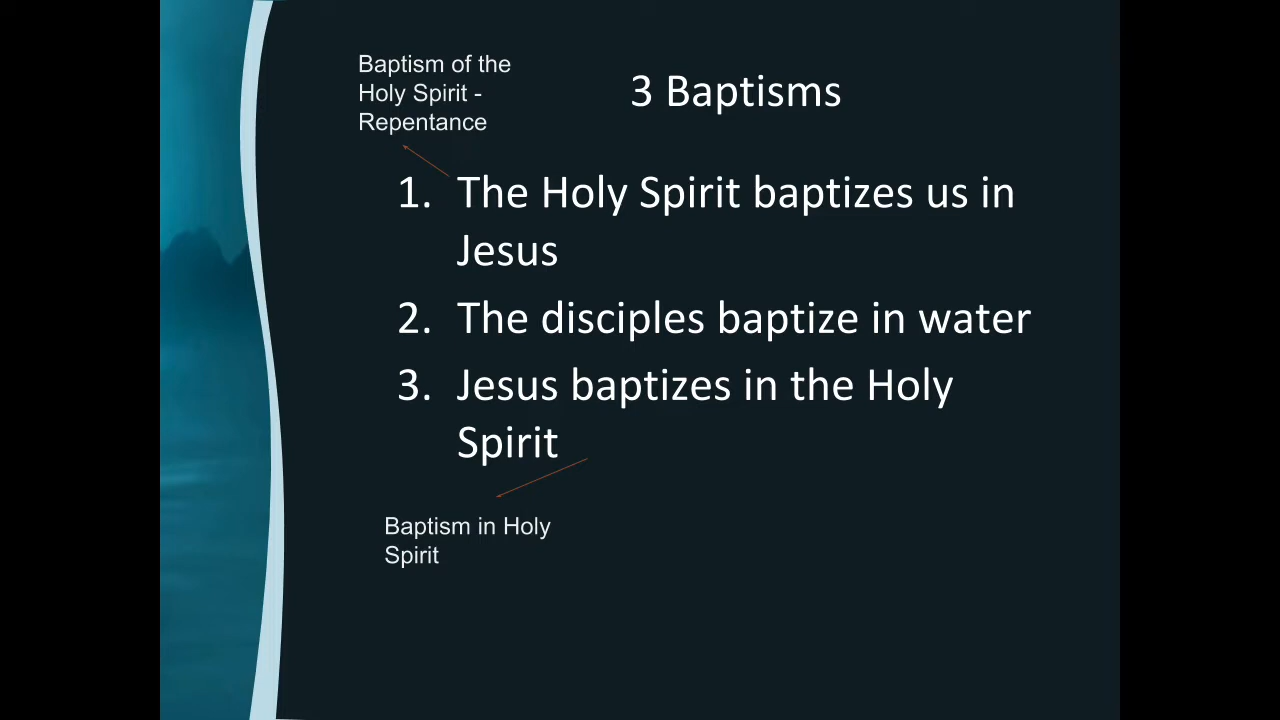 Baptism of the
Holy Spirit -
Repentance
3 Baptisms
1. The Holy Spirit baptizes us in
Jesus
2. The disciples baptize in water
3. Jesus baptizes in the Holy
Spirit
Baptism in Holy
Spirit